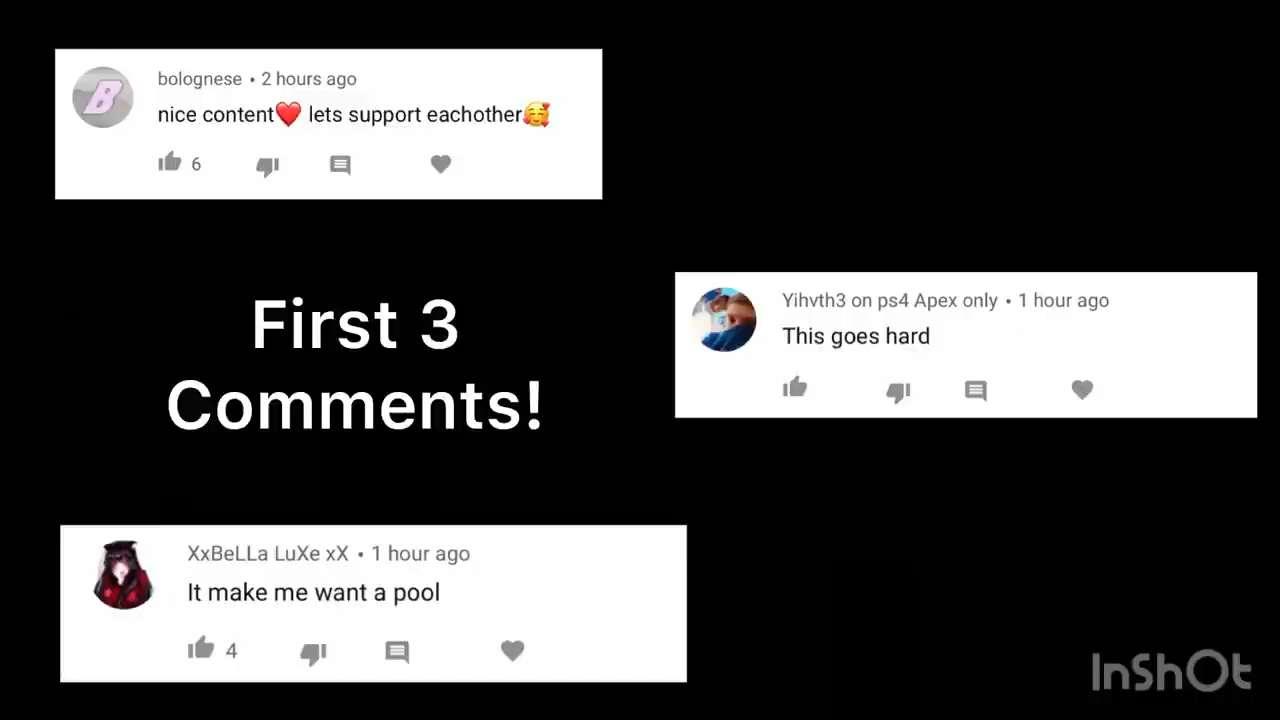 bolognese • 2 hours ago
nice content❤️ lets support eachother🥰
6
First 3
Comments!
Yihvth3 on ps4 Apex only • 1 hour ago
This goes hard
XxBeLLa LuXe xX • 1 hour ago
It make me want a pool
4
B
InShOt